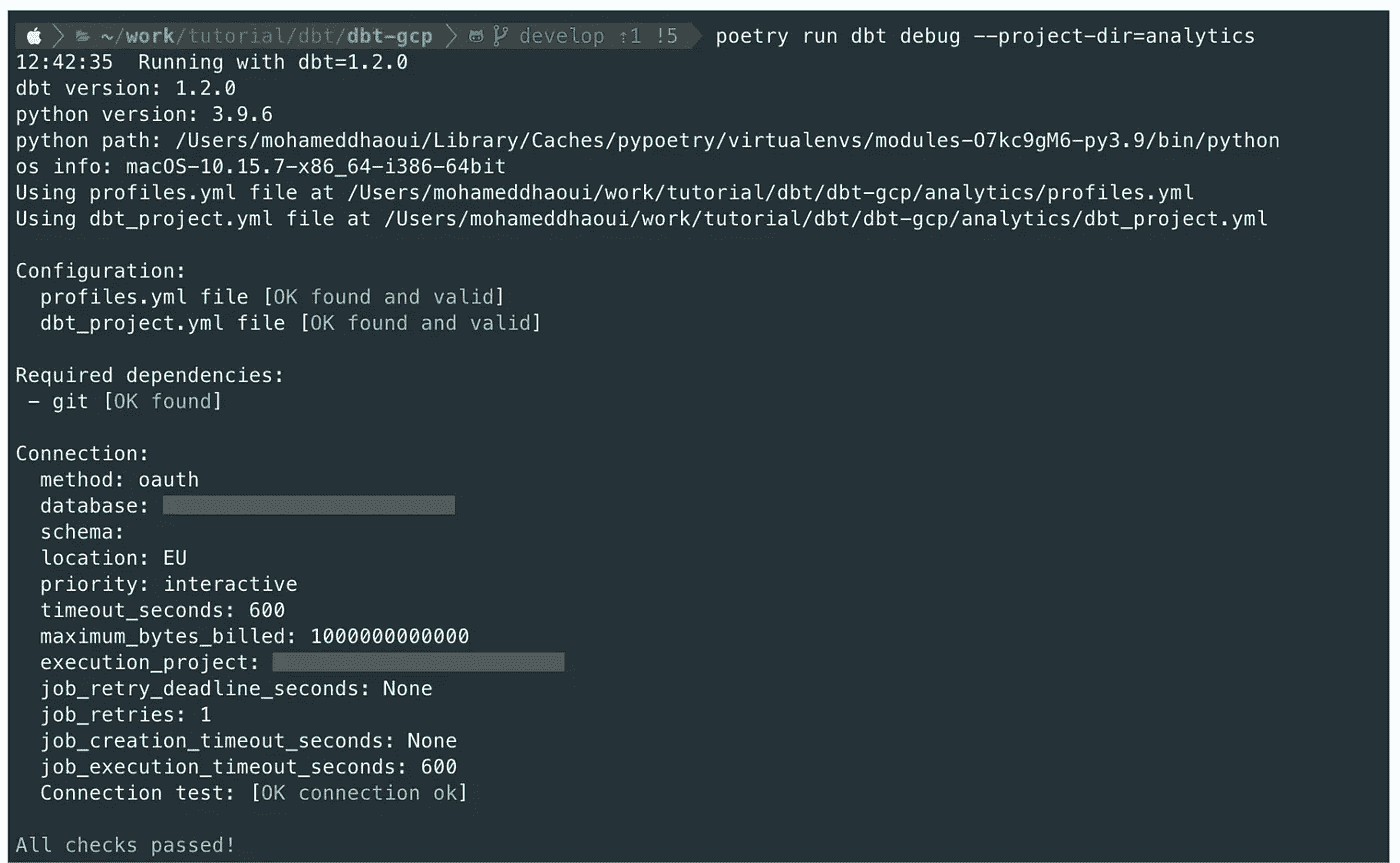 ~/work/tutorial/dbt/dbt-gcp develop ⇡1 !5 poetry run dbt debug --project-dir=analytics
12:42:35  Running with dbt=1.2.0
dbt version: 1.2.0
python version: 3.9.6
python path: /Users/mohameddhaoui/Library/Caches/pypoetry/virtualenvs/modules-O7kc9gM6-py3.9/bin/python
os info: macOS-10.15.7-x86_64-i386-64bit
Using profiles.yml file at /Users/mohameddhaoui/work/tutorial/dbt/dbt-gcp/analytics/profiles.yml
Using dbt_project.yml file at /Users/mohameddhaoui/work/tutorial/dbt/dbt-gcp/analytics/dbt_project.yml
Configuration:
  profiles.yml file [OK found and valid]
  dbt_project.yml file [OK found and valid]
Required dependencies:
 - git [OK found]
Connection:
  method: oauth
  database:
  schema:
  location: EU
  priority: interactive
  timeout_seconds: 600
  maximum_bytes_billed: 1000000000000
  execution_project:
  job_retry_deadline_seconds: None
  job_retries: 1
  job_creation_timeout_seconds: None
  job_execution_timeout_seconds: 600
  Connection test: [OK connection ok]
All checks passed!